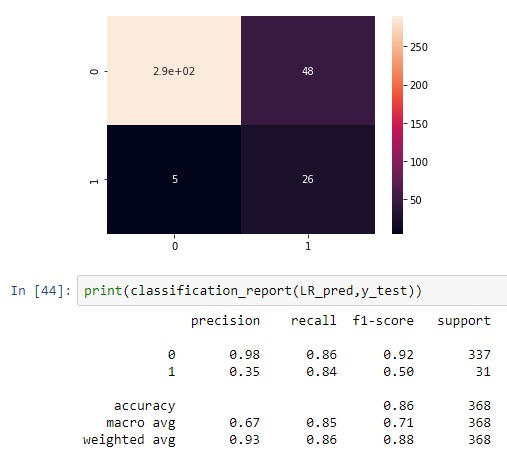 0 2.9e+02 48
1 5 26
0 1
250
200
150
100
50
In [44]: print(classification_report(LR_pred,y_test))
precision recall f1-score support
0 0.98 0.86 0.92 337
1 0.35 0.84 0.50 31
accuracy 0.86 368
macro avg 0.67 0.85 0.71 368
weighted avg 0.93 0.86 0.88 368